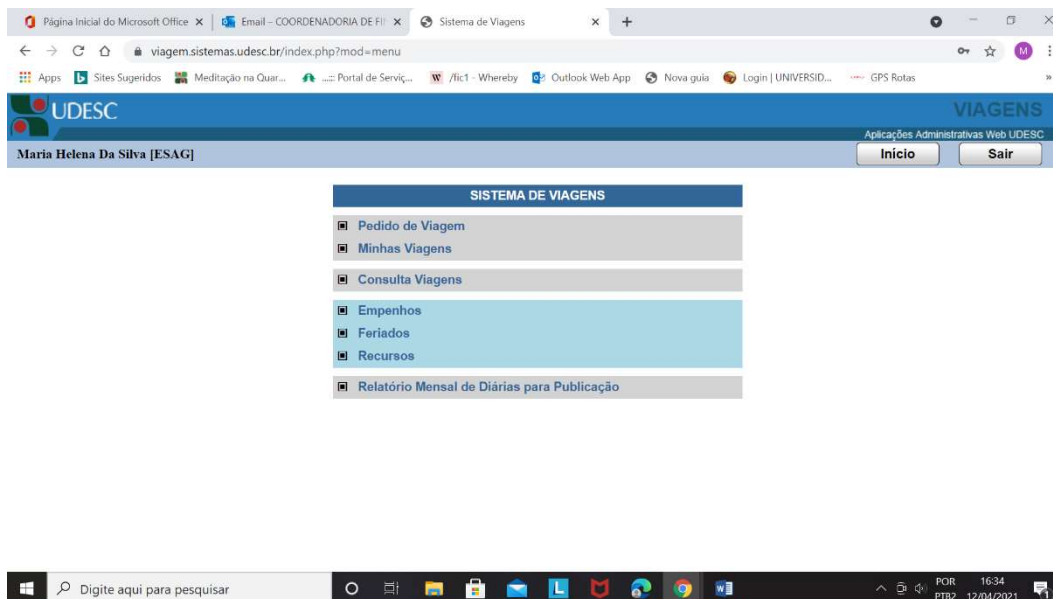 Página Inicial do Microsoft Office
Email – COORDENADORIA DE FI
Sistema de Viagens
viagem.sistemas.udesc.br/index.php?mod=menu
M
Apps
Sites Sugeridos
Meditação na Quar...
...:: Portal de Serviç...
/fic1 - Whereby
Outlook Web App
Nova guia
Login | UNIVERSID...
GPS Rotas
»
UDESC
VIAGENS
Aplicações Administrativas Web UDESC
Maria Helena Da Silva [ESAG]
Início
Sair
SISTEMA DE VIAGENS
Pedido de Viagem
Minhas Viagens
Consulta Viagens
Empenhos
Feriados
Recursos
Relatório Mensal de Diárias para Publicação
Digite aqui para pesquisar
L
POR
PTB2
16:34
12/04/2021